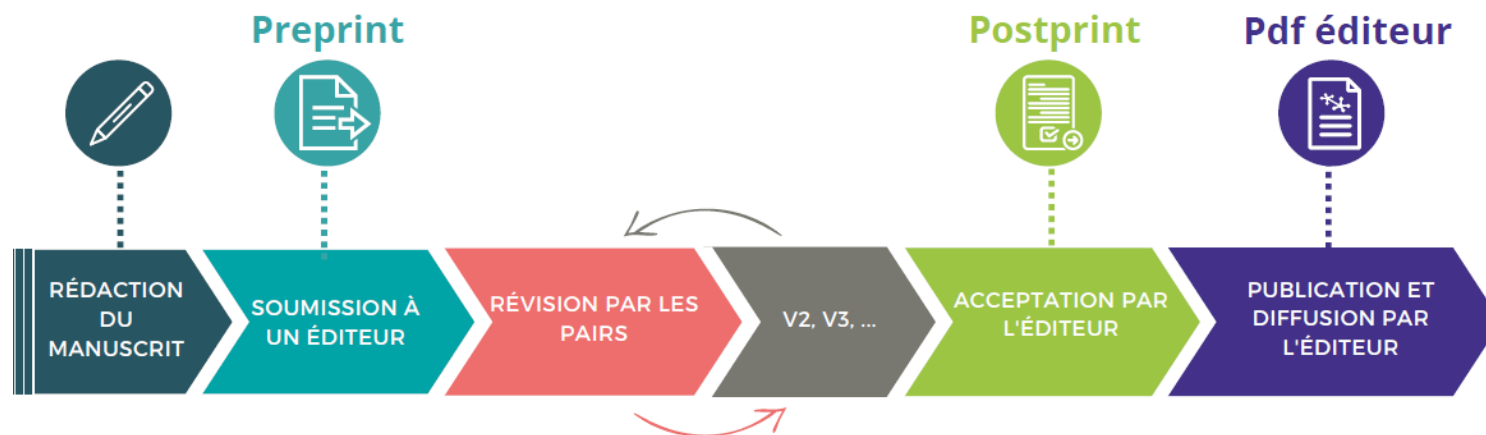 Preprint
Postprint
Pdf éditeur
RÉDACTION
DU
MANUSCRIT
SOUMISSION À
UN ÉDITEUR
RÉVISION PAR LES
PAIRS
V2, V3, ...
ACCEPTATION PAR
L'ÉDITEUR
PUBLICATION ET
DIFFUSION PAR
L'ÉDITEUR